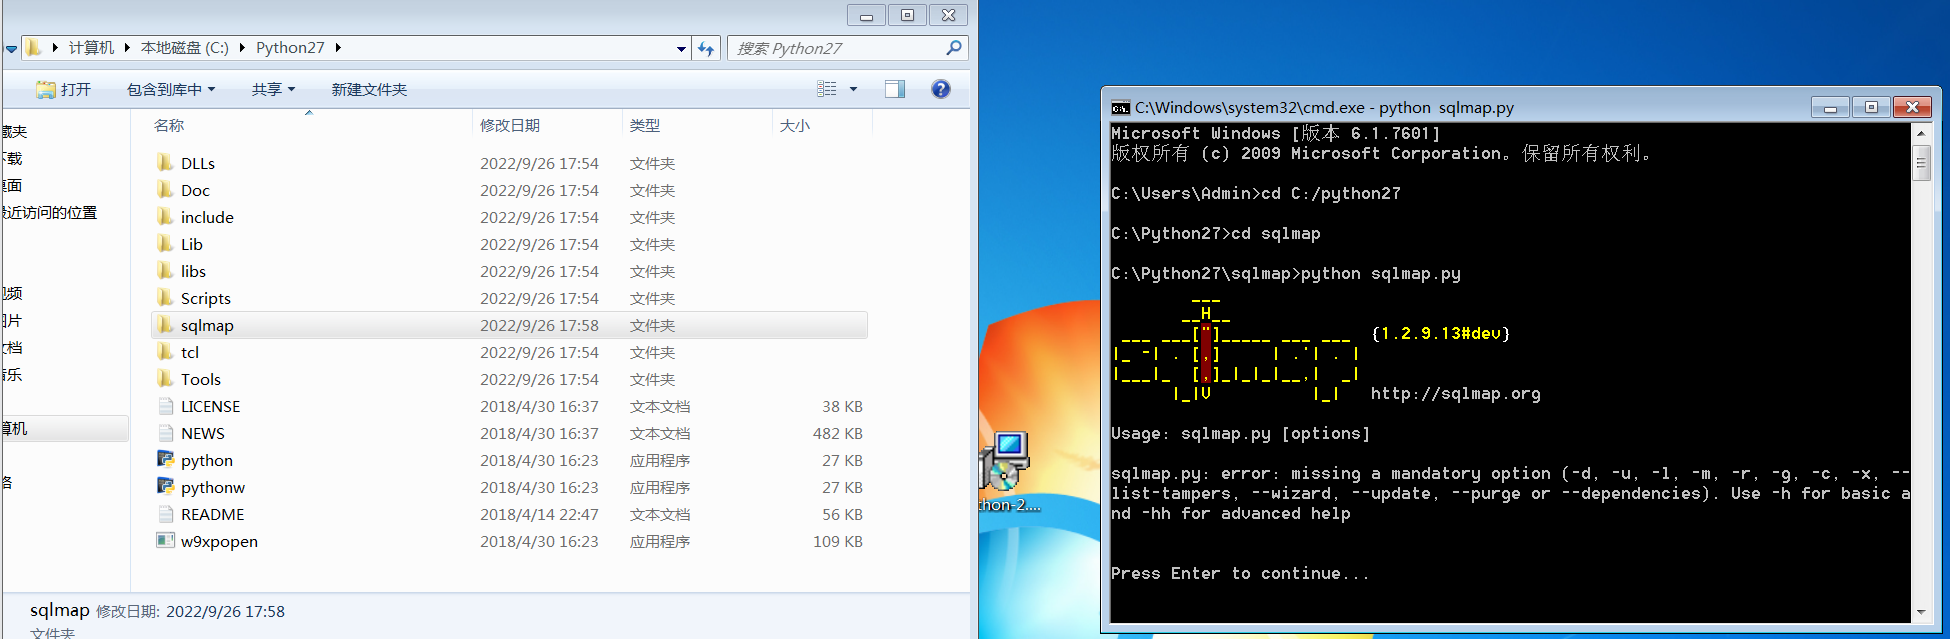 计算机 本地磁盘 (C:) Python27
搜索 Python27
打开 包含到库中 共享 新建文件夹
名称 修改日期 类型 大小
藏夹
下载
桌面
最近访问的位置
视频
图片
文档
音乐
算机
络
DLLs 2022/9/26 17:54 文件夹
Doc 2022/9/26 17:54 文件夹
include 2022/9/26 17:54 文件夹
Lib 2022/9/26 17:54 文件夹
libs 2022/9/26 17:54 文件夹
Scripts 2022/9/26 17:54 文件夹
sqlmap 2022/9/26 17:58 文件夹
tcl 2022/9/26 17:54 文件夹
Tools 2022/9/26 17:54 文件夹
LICENSE 2018/4/30 16:37 文本文档 38 KB
NEWS 2018/4/30 16:37 文本文档 482 KB
python 2018/4/30 16:23 应用程序 27 KB
pythonw 2018/4/30 16:23 应用程序 27 KB
README 2018/4/14 22:47 文本文档 56 KB
w9xpopen 2018/4/30 16:23 应用程序 109 KB
sqlmap 修改日期: 2022/9/26 17:58
文件夹
thon-2....
C:\Windows\system32\cmd.exe - python sqlmap.py
Microsoft Windows [版本 6.1.7601]
版权所有 (c) 2009 Microsoft Corporation。保留所有权利。
C:\Users\Admin>cd C:/python27
C:\Python27>cd sqlmap
C:\Python27\sqlmap>python sqlmap.py
{1.2.9.13#dev}
http://sqlmap.org
Usage: sqlmap.py [options]
sqlmap.py: error: missing a mandatory option (-d, -u, -l, -m, -r, -g, -c, -x, --
list-tampers, --wizard, --update, --purge or --dependencies). Use -h for basic a
nd -hh for advanced help
Press Enter to continue...